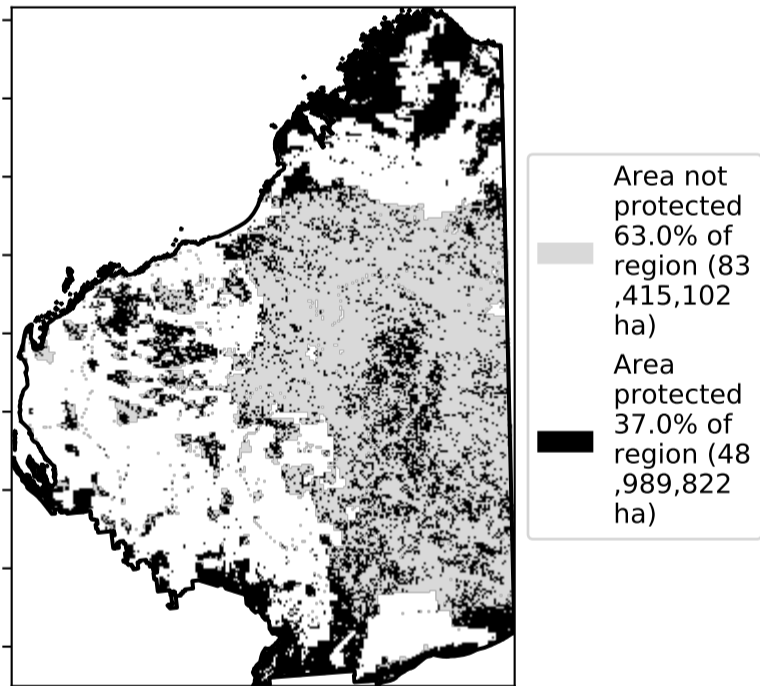 Area not
protected
63.0% of
region (83
,415,102
ha)
Area
protected
37.0% of
region (48
,989,822
ha)